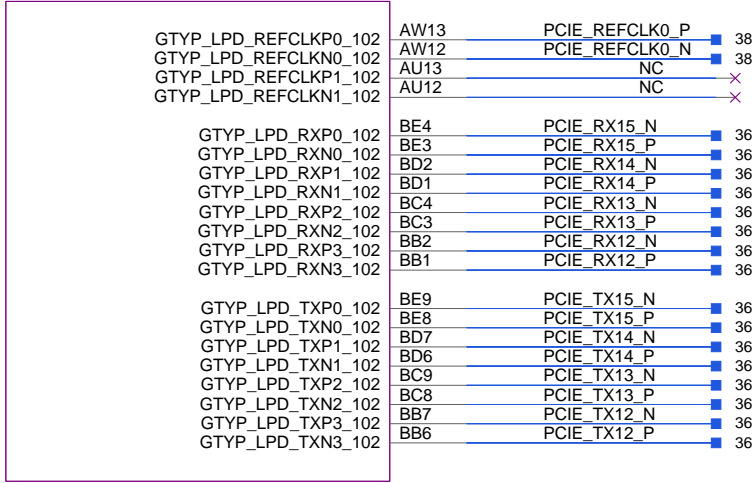 GTYP_LPD_REFCLKP0_102 AW13 PCIE_REFCLK0_P 38
GTYP_LPD_REFCLKN0_102 AW12 PCIE_REFCLK0_N 38
GTYP_LPD_REFCLKP1_102 AU13 NC
GTYP_LPD_REFCLKN1_102 AU12 NC
GTYP_LPD_RXP0_102 BE4 PCIE_RX15_N 36
GTYP_LPD_RXN0_102 BE3 PCIE_RX15_P 36
GTYP_LPD_RXP1_102 BD2 PCIE_RX14_N 36
GTYP_LPD_RXN1_102 BD1 PCIE_RX14_P 36
GTYP_LPD_RXP2_102 BC4 PCIE_RX13_N 36
GTYP_LPD_RXN2_102 BC3 PCIE_RX13_P 36
GTYP_LPD_RXP3_102 BB2 PCIE_RX12_N 36
GTYP_LPD_RXN3_102 BB1 PCIE_RX12_P 36
GTYP_LPD_TXP0_102 BE9 PCIE_TX15_N 36
GTYP_LPD_TXN0_102 BE8 PCIE_TX15_P 36
GTYP_LPD_TXP1_102 BD7 PCIE_TX14_N 36
GTYP_LPD_TXN1_102 BD6 PCIE_TX14_P 36
GTYP_LPD_TXP2_102 BC9 PCIE_TX13_N 36
GTYP_LPD_TXN2_102 BC8 PCIE_TX13_P 36
GTYP_LPD_TXP3_102 BB7 PCIE_TX12_N 36
GTYP_LPD_TXN3_102 BB6 PCIE_TX12_P 36